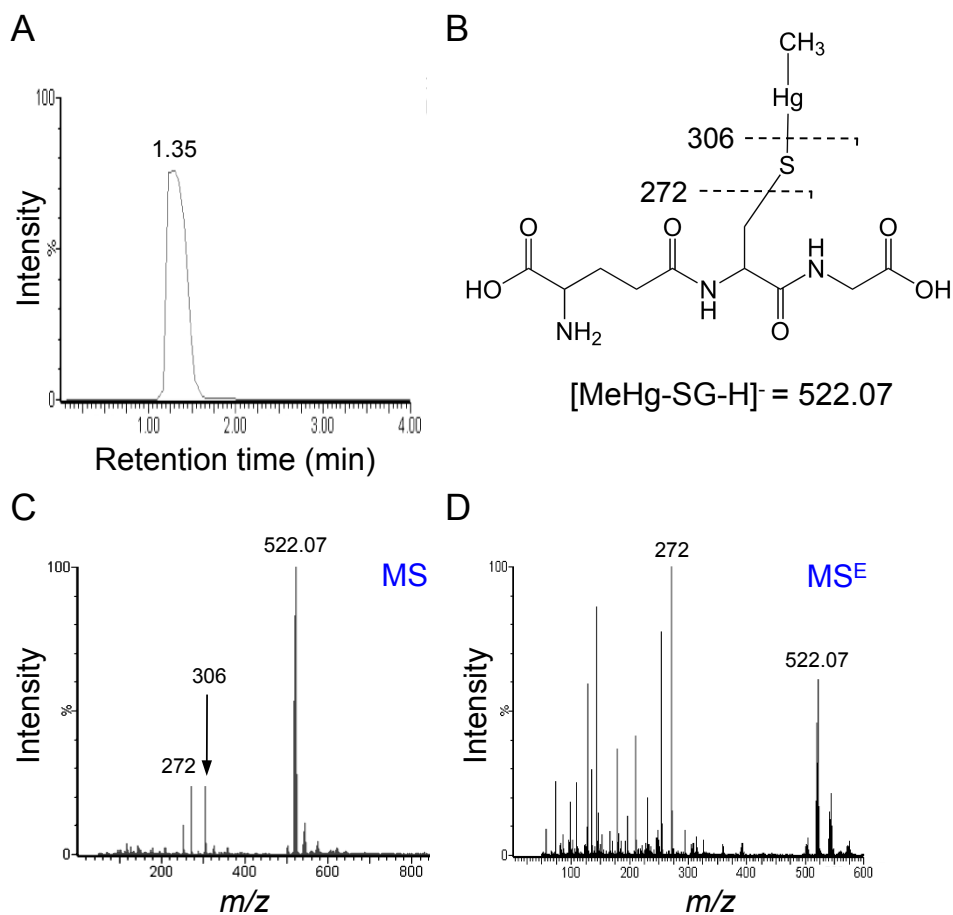 A
100
Intensity
%
0
1.35
1.00
2.00
3.00
4.00
Retention time (min)
B
CH3
Hg
306
S
272
O
HO
NH2
O
N
H
O
H
N
O
OH
[MeHg-SG-H]- = 522.07
C
100
Intensity
%
0
522.07
MS
306
272
200
400
600
800
m/z
D
100
Intensity
%
0
272
MSE
522.07
100
200
300
400
500
600
m/z